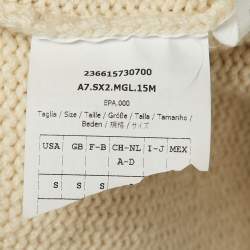 236615730700
A7.SX2.MGL.15M
EPA.000
Taglia / Size / Taille / Größe / Talla / Tamanho /
Beden / 規格 / サイズ
USA GB F-B CH-NL I-J MEX
A-D
S S S